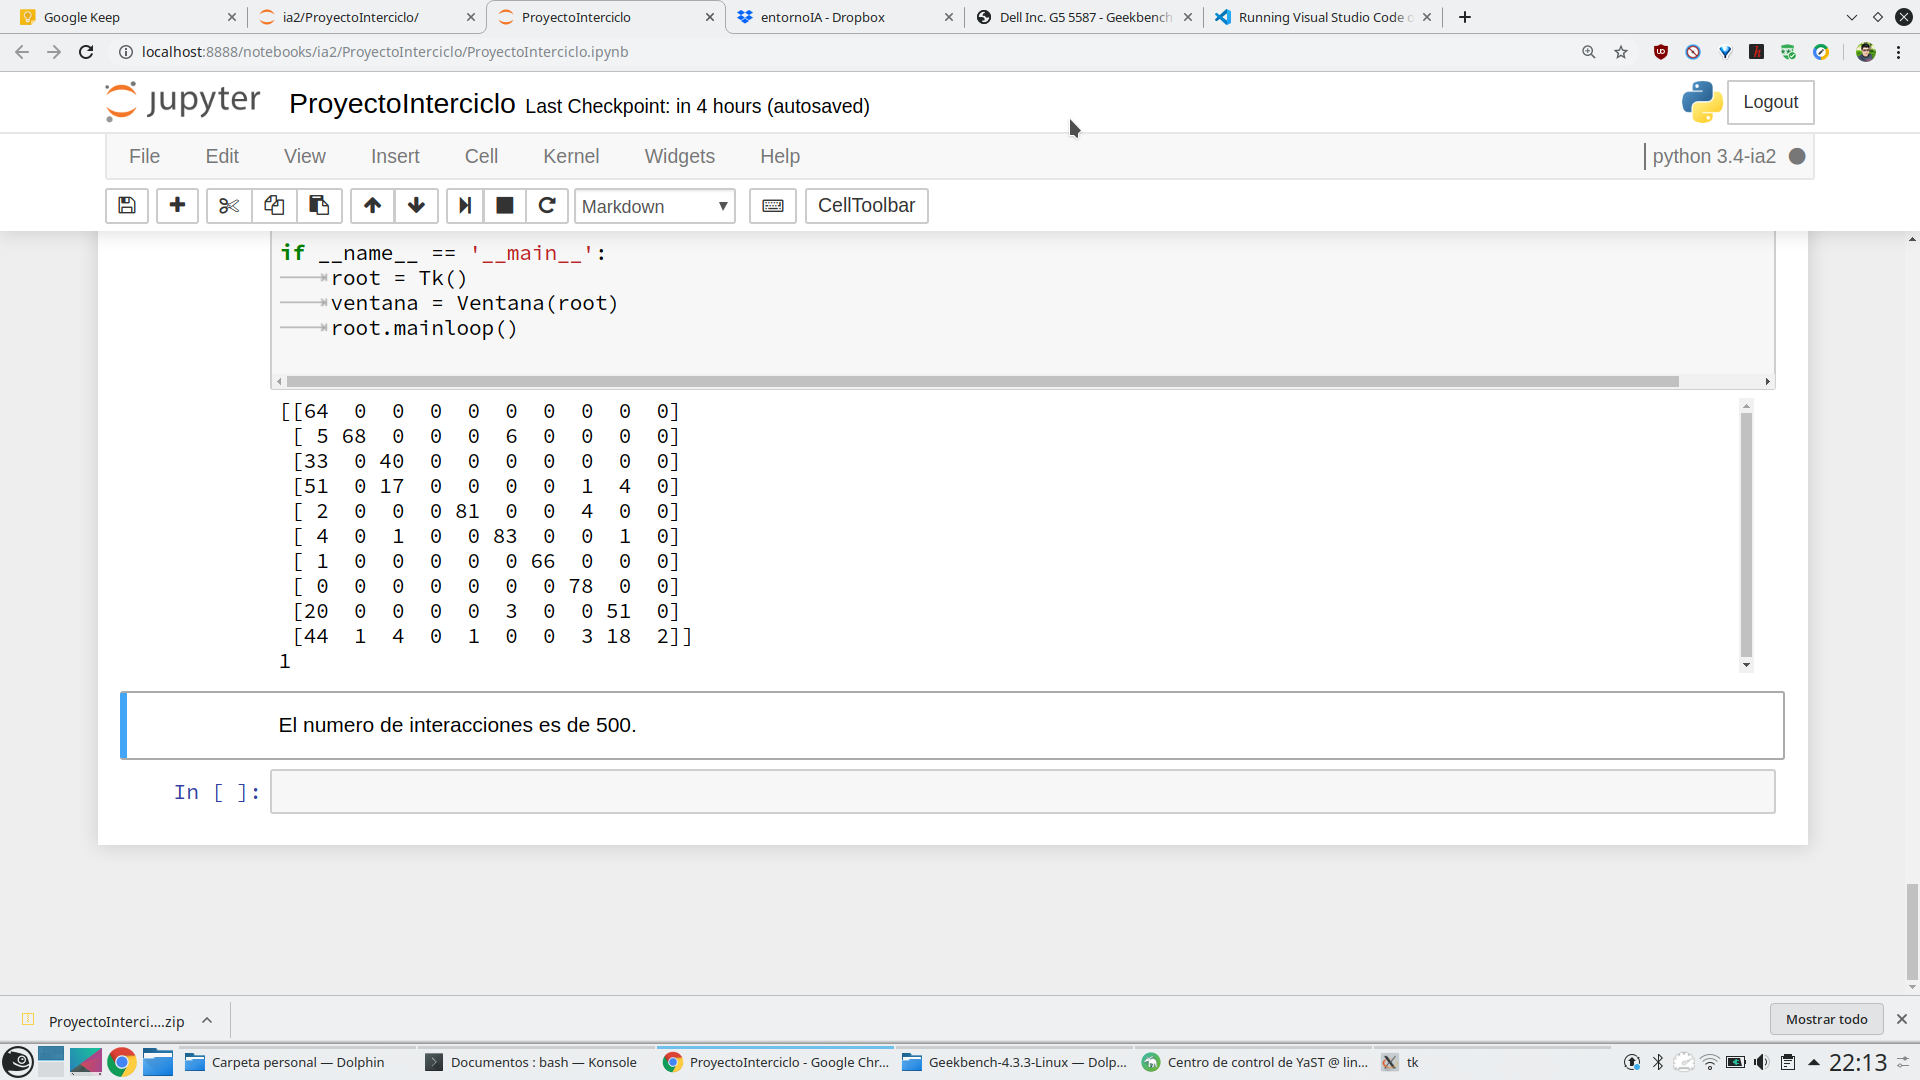 Google Keep
ia2/ProyectoInterciclo/
ProyectoInterciclo
entornoIA - Dropbox
Dell Inc. G5 5587 - Geekbench
Running Visual Studio Code o
localhost:8888/notebooks/ia2/ProyectoInterciclo/ProyectoInterciclo.ipynb
jupyter
ProyectoInterciclo Last Checkpoint: in 4 hours (autosaved)
Logout
File Edit View Insert Cell Kernel Widgets Help
python 3.4-ia2
Markdown
CellToolbar
if __name__ == '__main__':
root = Tk()
ventana = Ventana(root)
root.mainloop()
[[64 0 0 0 0 0 0 0 0 0]
[ 5 68 0 0 0 6 0 0 0 0]
[33 0 40 0 0 0 0 0 0 0]
[51 0 17 0 0 0 0 1 4 0]
[ 2 0 0 0 81 0 0 4 0 0]
[ 4 0 1 0 0 83 0 0 1 0]
[ 1 0 0 0 0 0 66 0 0 0]
[ 0 0 0 0 0 0 0 78 0 0]
[20 0 0 0 0 3 0 0 51 0]
[44 1 4 0 1 0 0 3 18 2]]
1
El numero de interacciones es de 500.
In [ ]:
ProyectoInterci....zip
Mostrar todo
Carpeta personal — Dolphin
Documentos : bash — Konsole
ProyectoInterciclo - Google Chr...
Geekbench-4.3.3-Linux — Dolp...
Centro de control de YaST @ lin...
tk
22:13